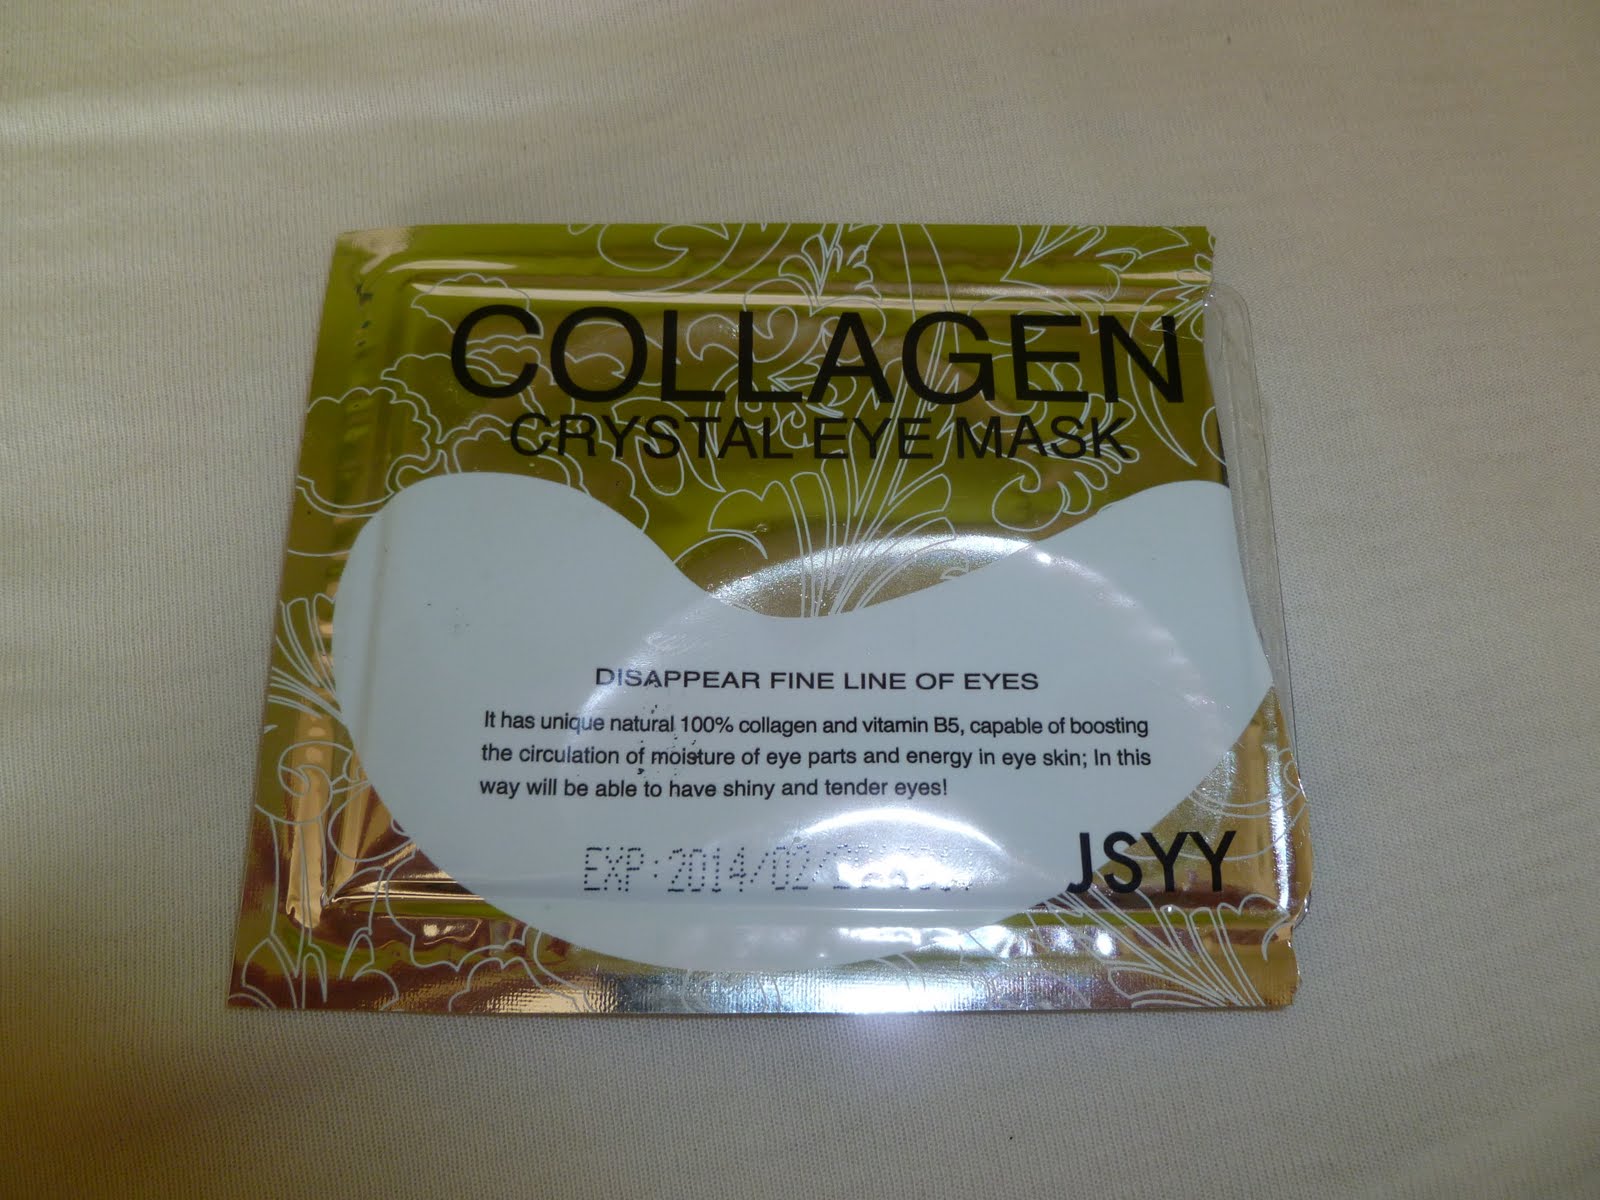 COLLAGEN
CRYSTAL EYE MASK
DISAPPEAR FINE LINE OF EYES
It has unique natural 100% collagen and vitamin B5, capable of boosting
the circulation of moisture of eye parts and energy in eye skin; In this
way will be able to have shiny and tender eyes!
EXP:2014/02/
JSYY